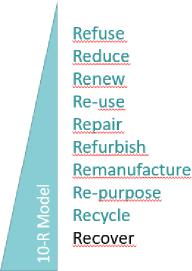 Refuse
Reduce
Renew
Re-use
Repair
Refurbish
Remanufacture
Re-purpose
Recycle
Recover
10-R Model